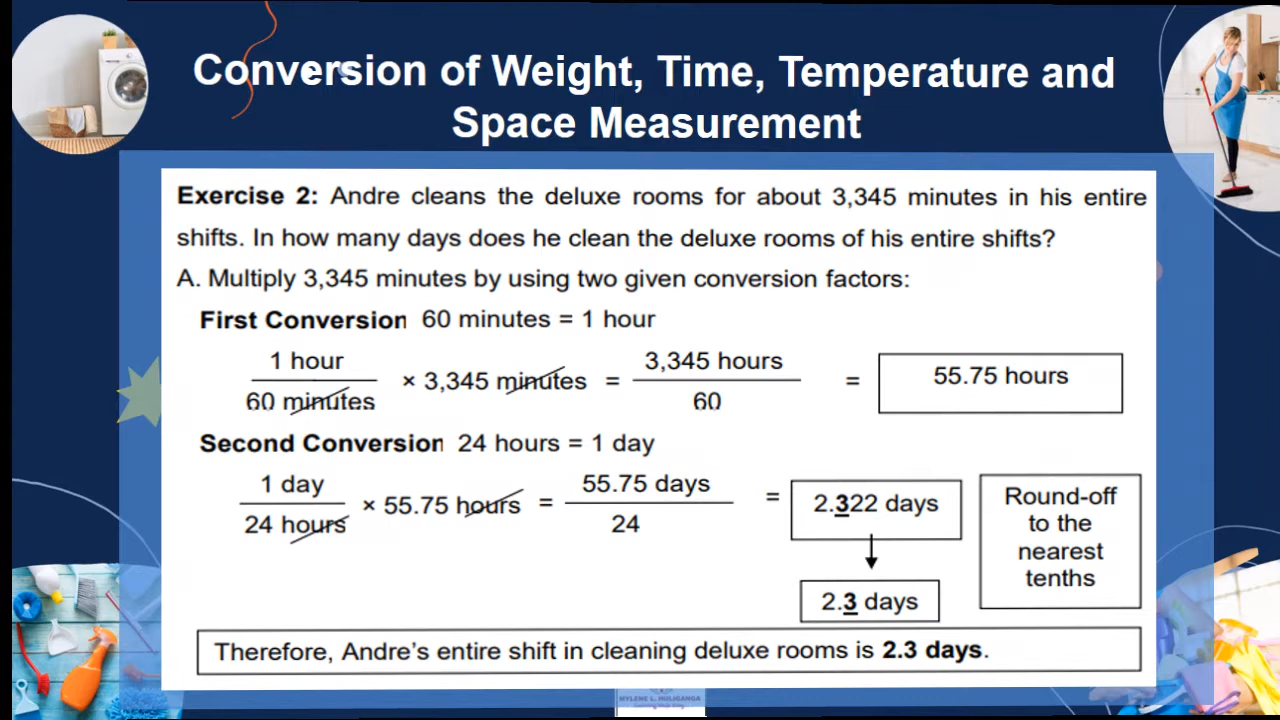 Conversion of Weight, Time, Temperature and
Space Measurement
Exercise 2: Andre cleans the deluxe rooms for about 3,345 minutes in his entire
shifts. In how many days does he clean the deluxe rooms of his entire shifts?
A. Multiply 3,345 minutes by using two given conversion factors:
First Conversion 60 minutes = 1 hour
1 hour
60 minutes
× 3,345 minutes =
3,345 hours
60
= 55.75 hours
Second Conversion 24 hours = 1 day
1 day
24 hours
× 55.75 hours =
55.75 days
24
= 2.322 days
2.3 days
Round-off
to the
nearest
tenths
Therefore, Andre's entire shift in cleaning deluxe rooms is 2.3 days.
MYLENE L. HULIGANGA